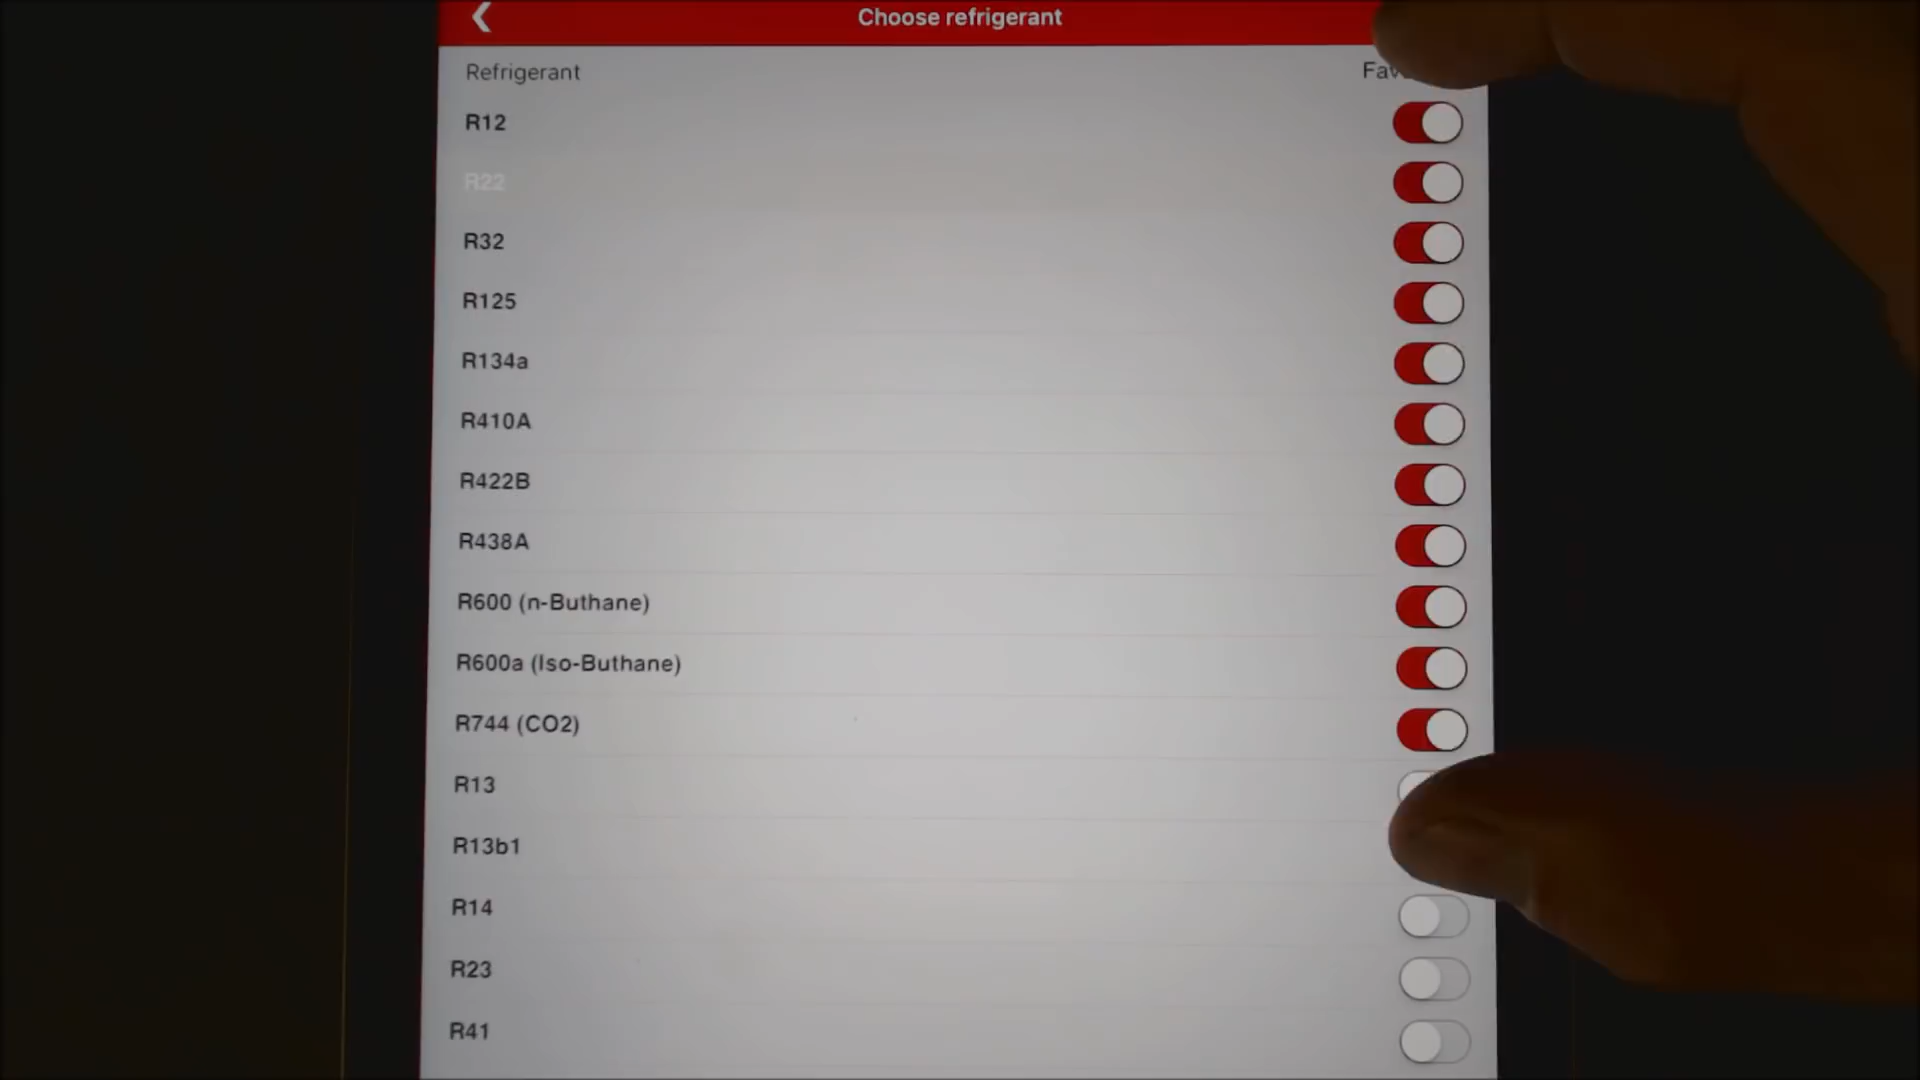 Choose refrigerant
Refrigerant
R12
R22
R32
R125
R134a
R410A
R422B
R438A
R600 (n-Buthane)
R600a (Iso-Buthane)
R744 (CO2)
R13
R13b1
R14
R23
R41